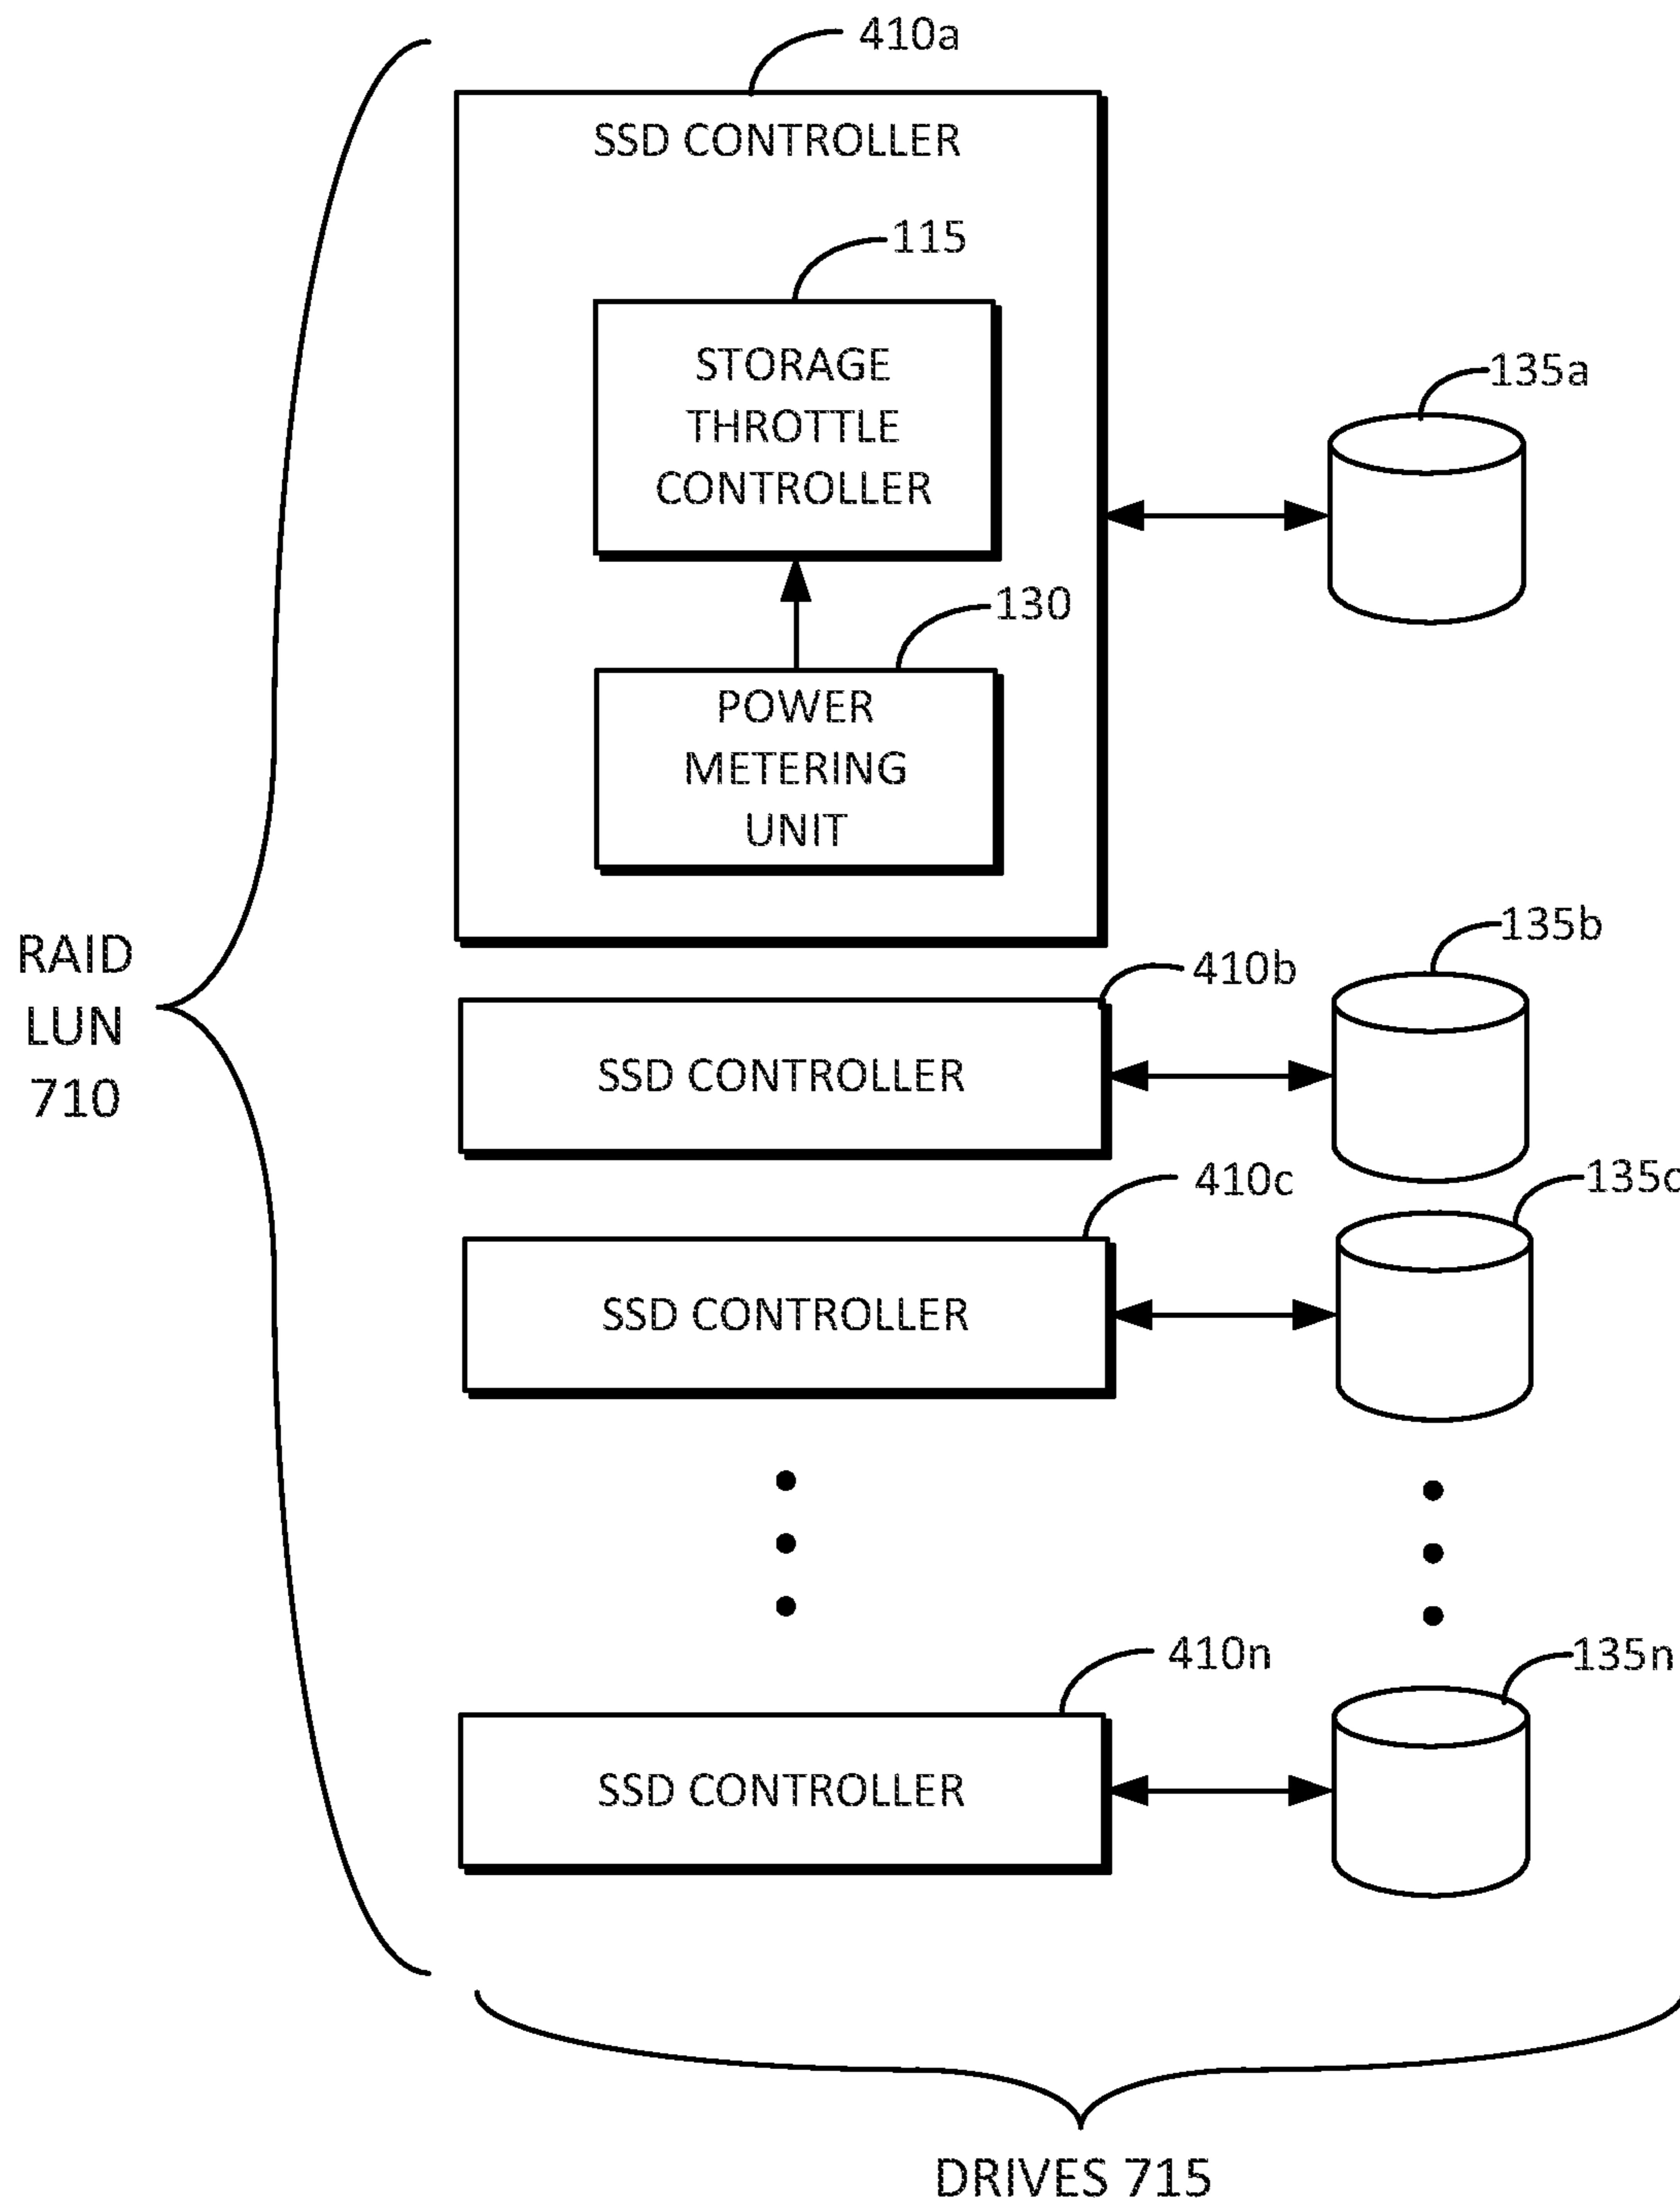 410a
SSD CONTROLLER
115
STORAGE
THROTTLE
CONTROLLER
135a
130
POWER
METERING
UNIT
RAID
LUN
710
135b
410b
SSD CONTROLLER
410c
135c
SSD CONTROLLER
410n
135n
SSD CONTROLLER
DRIVES 715